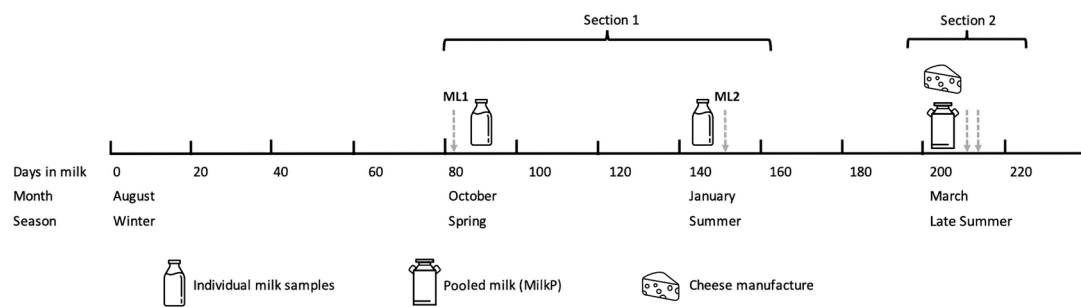 Section 1
Section 2
ML1
ML2
Days in milk 0 20 40 60 80 100 120 140 160 180 200 220
Month August October January March
Season Winter Spring Summer Late Summer
Individual milk samples
Pooled milk (MilkP)
Cheese manufacture